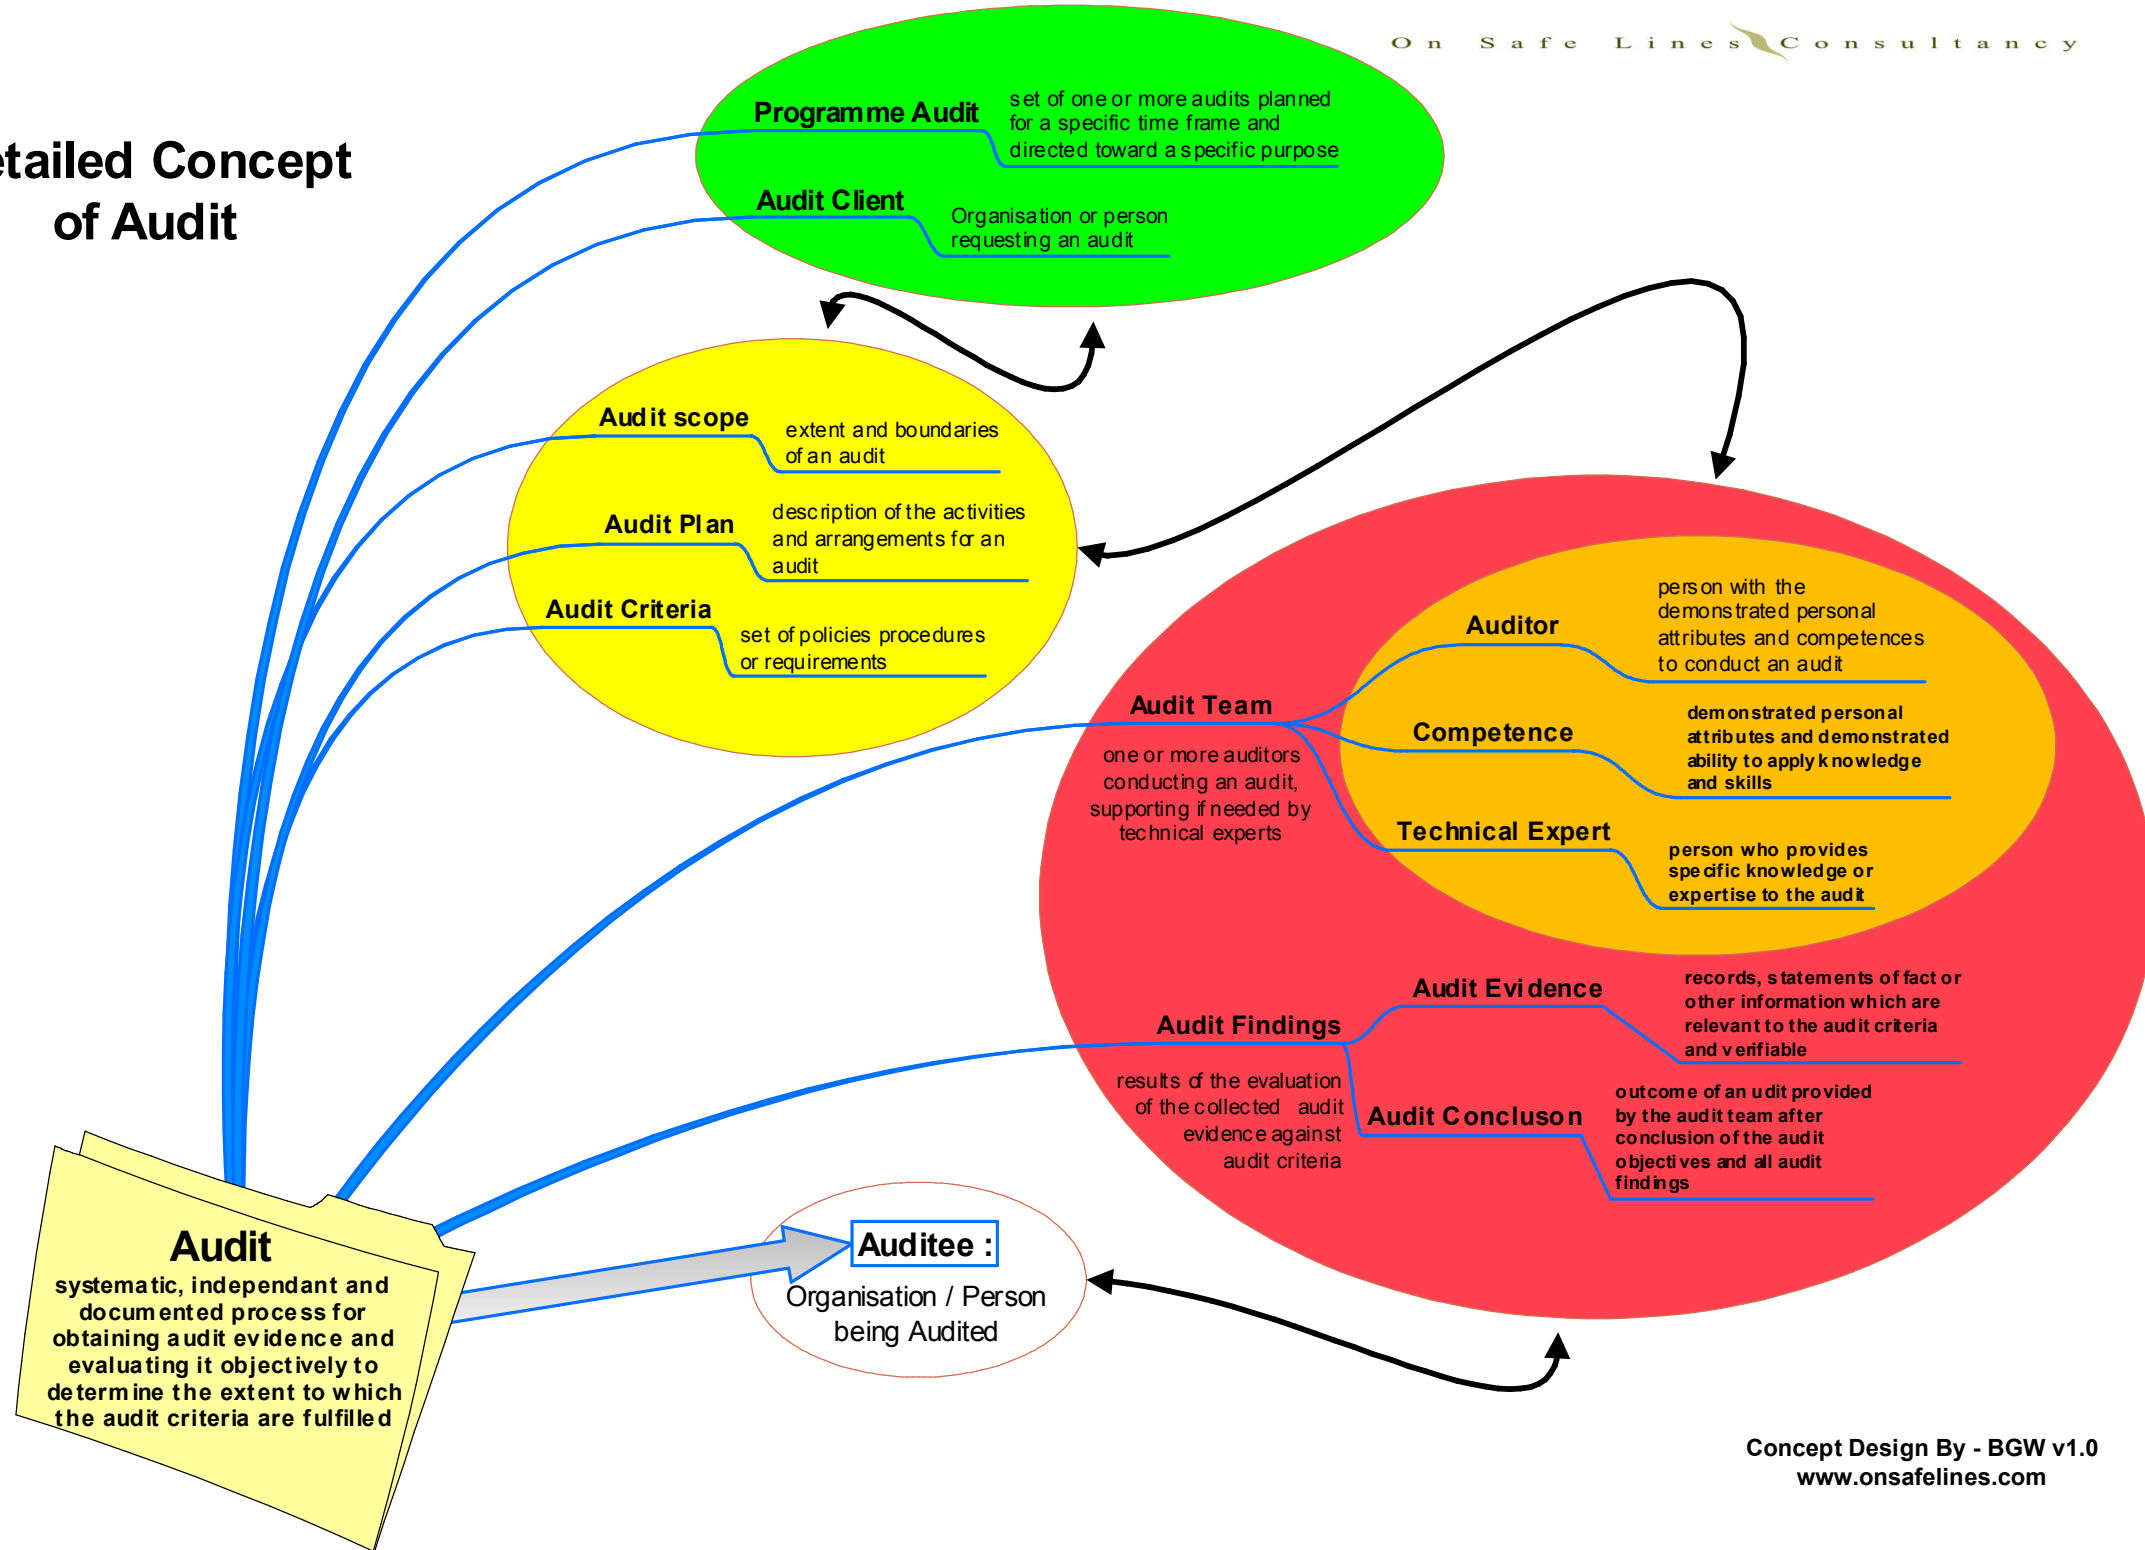 On Safe Lines Consultancy
etailed Concept
of Audit
Programme Audit
set of one or more audits planned
for a specific time frame and
directed toward a specific purpose
Audit Client
Organisation or person
requesting an audit
Audit scope
extent and boundaries
of an audit
Audit Plan
description of the activities
and arrangements for an
audit
Audit Criteria
set of policies procedures
or requirements
Audit Team
one or more auditors
conducting an audit,
supporting if needed by
technical experts
Auditor
person with the
demonstrated personal
attributes and competences
to conduct an audit
Competence
demonstrated personal
attributes and demonstrated
ability to apply knowledge
and skills
Technical Expert
person who provides
specific knowledge or
expertise to the audit
Audit Findings
results of the evaluation
of the collected audit
evidence against
audit criteria
Audit Evidence
records, statements of fact or
other information which are
relevant to the audit criteria
and verifiable
Audit Concluson
outcome of an udit provided
by the audit team after
conclusion of the audit
objectives and all audit
findings
Auditee :
Organisation / Person
being Audited
Audit
systematic, independant and
documented process for
obtaining audit evidence and
evaluating it objectively to
determine the extent to which
the audit criteria are fulfilled
Concept Design By - BGW v1.0
www.onsafelines.com